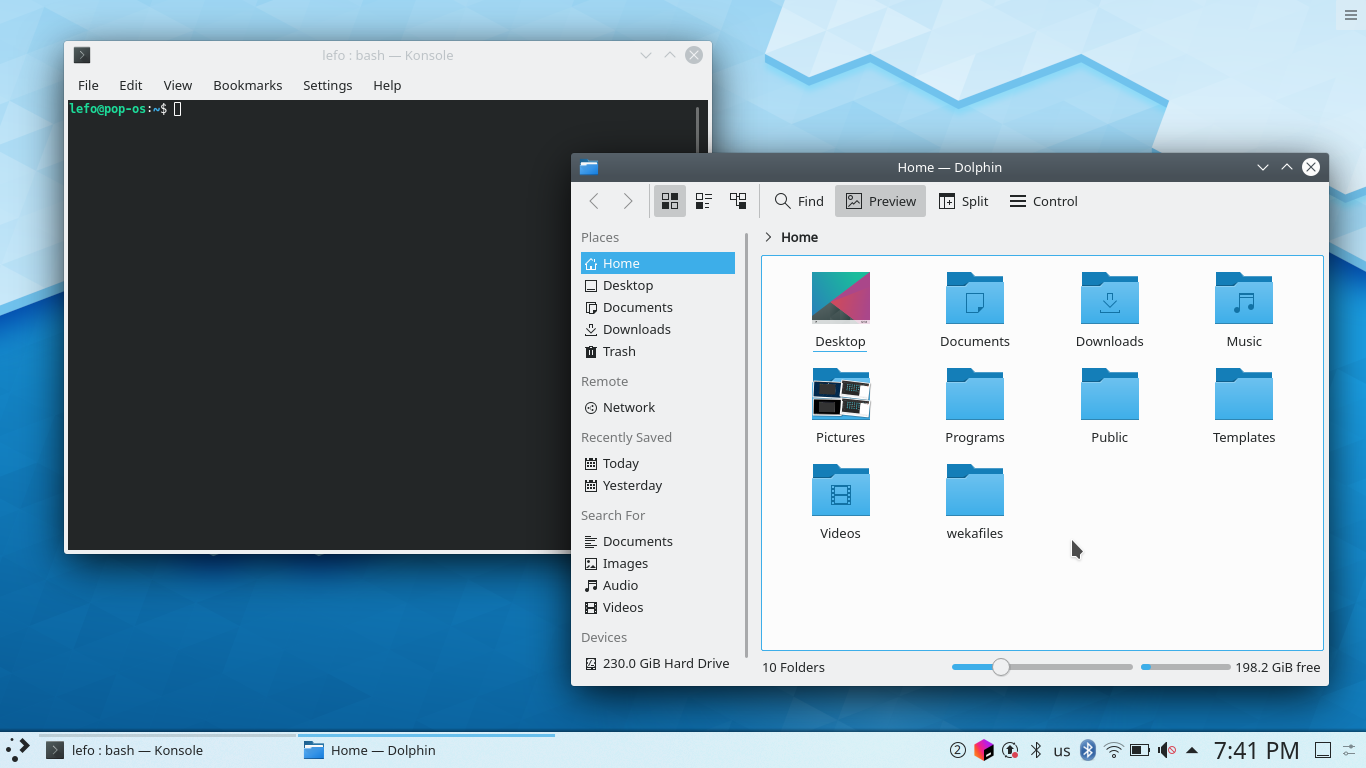 lefo : bash — Konsole
File Edit View Bookmarks Settings Help
lefo@pop-os:~$
Home — Dolphin
Find Preview Split Control
Places
Home
Desktop
Documents
Downloads
Trash
Remote
Network
Recently Saved
Today
Yesterday
Search For
Documents
Images
Audio
Videos
Devices
230.0 GiB Hard Drive
Home
Desktop Documents Downloads Music
Pictures Programs Public Templates
Videos wekafiles
10 Folders 198.2 GiB free
lefo : bash — Konsole Home — Dolphin 2 us 7:41 PM